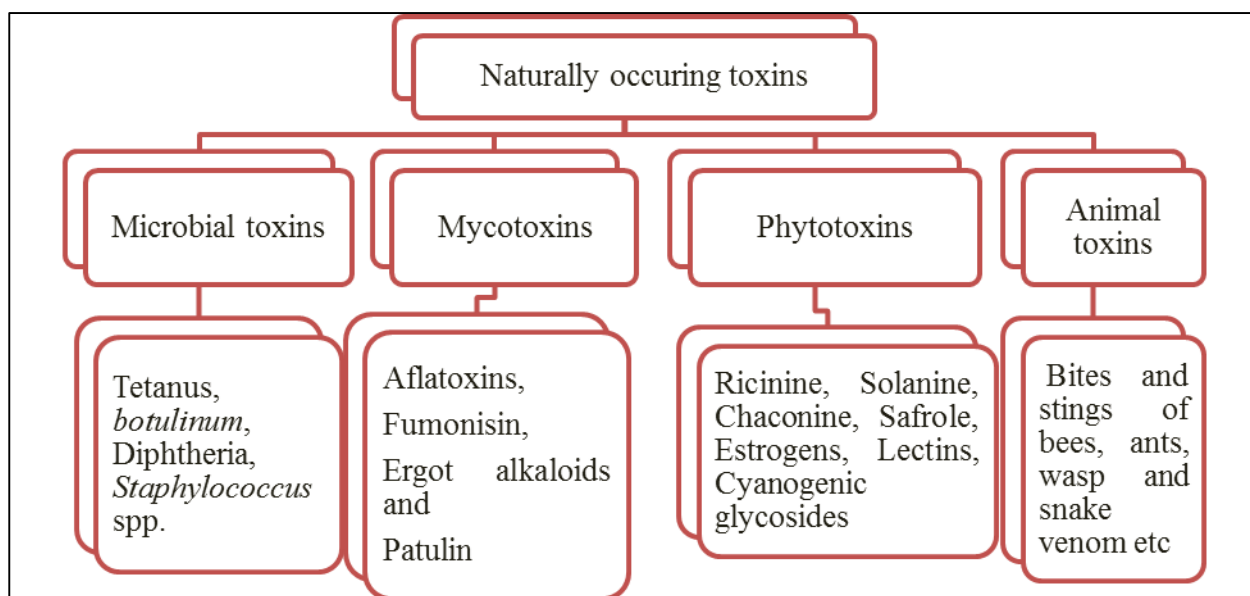 Naturally occuring toxins
Microbial toxins
Mycotoxins
Phytotoxins
Animal
toxins
Tetanus,
botulinum,
Diphtheria,
Staphylococcus
spp.
Aflatoxins,
Fumonisin,
Ergot alkaloids
and
Patulin
Ricinine, Solanine,
Chaconine, Safrole,
Estrogens, Lectins,
Cyanogenic
glycosides
Bites and
stings of
bees, ants,
wasp and
snake
venom etc